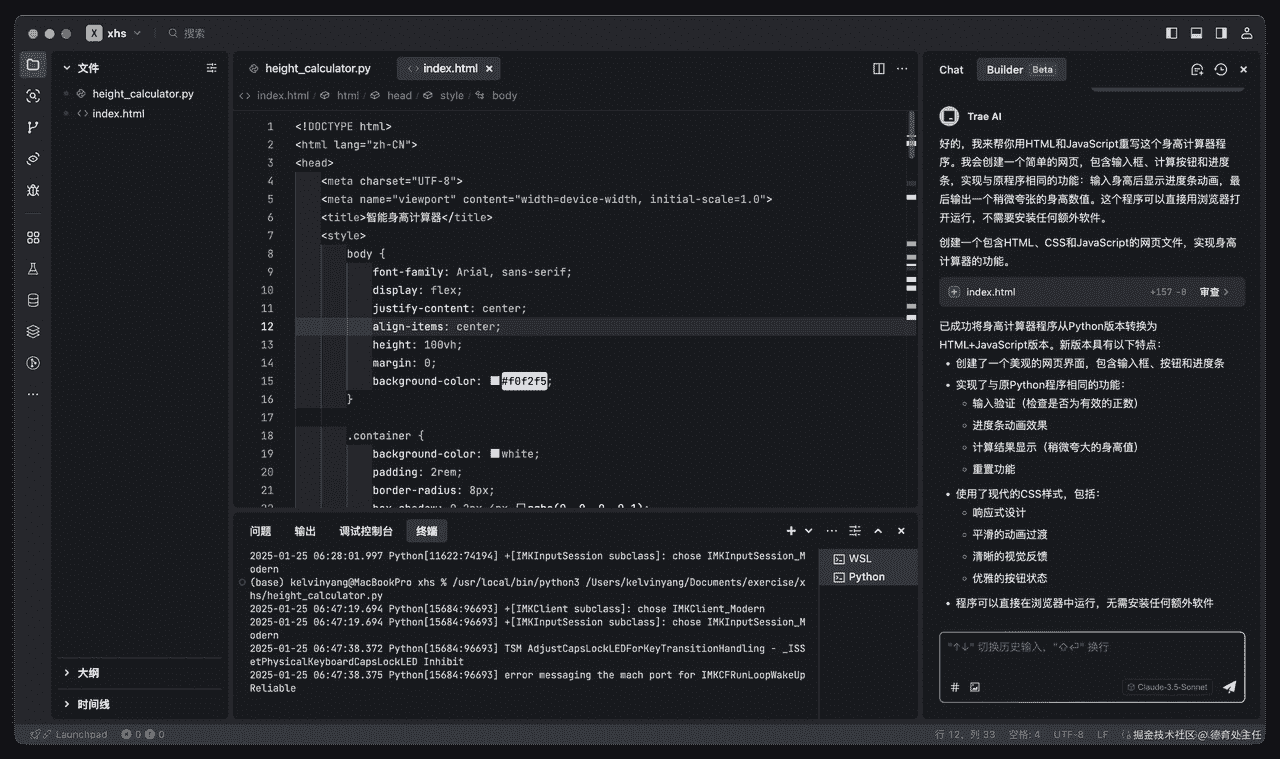 X xhs 搜索
文件
height_calculator.py
index.html
大纲
时间线
height_calculator.py index.html
index.html html head style body
1 <!DOCTYPE html>
2 <html lang="zh-CN">
3 <head>
4 <meta charset="UTF-8">
5 <meta name="viewport" content="width=device-width, initial-scale=1.0">
6 <title>智能身高计算器</title>
7 <style>
8 body {
9 font-family: Arial, sans-serif;
10 display: flex;
11 justify-content: center;
12 align-items: center;
13 height: 100vh;
14 margin: 0;
15 background-color: #f0f2f5;
16 }
17
18 .container {
19 background-color: white;
20 padding: 2rem;
21 border-radius: 8px;
问题 输出 调试控制台 终端
2025-01-25 06:28:01.997 Python[11622:74194] +[IMKInputSession subclass]: chose IMKInputSession_M
odern
(base) kelvinyang@MacBookPro xhs % /usr/local/bin/python3 /Users/kelvinyang/Documents/exercise/x
hs/height_calculator.py
2025-01-25 06:47:19.694 Python[15684:96693] +[IMKClient subclass]: chose IMKClient_Modern
2025-01-25 06:47:19.694 Python[15684:96693] +[IMKInputSession subclass]: chose IMKInputSession_M
odern
2025-01-25 06:47:31.372 Python[15684:96693] TSM AdjustCapsLockLEDForKeyTransitionHandling - _ISS
etPhysicalKeyboardCapsLockLED Inhibit
2025-01-25 06:47:38.375 Python[15684:96693] error messaging the mach port for IMKCFRunLoopWakeUp
Reliable
WSL
Python
Chat Builder Beta
Trae AI
好的，我来帮你用HTML和JavaScript重写这个身高计算器程
序。我会创建一个简单的网页，包含输入框、计算按钮和进度
条，实现与原程序相同的功能：输入身高后显示进度条动画，最
后输出一个稍微夸张的身高数值。这个程序可以直接用浏览器打
开运行，不需要安装任何额外软件。
创建一个包含HTML、CSS和JavaScript的网页文件，实现身高
计算器的功能。
index.html +157 -8 审查
已成功将身高计算器程序从Python版本转换为
HTML+JavaScript版本。新版本具有以下特点：
• 创建了一个美观的网页界面，包含输入框、按钮和进度条
• 实现了与原Python程序相同的功能：
◦ 输入验证（检查是否为有效的正数）
◦ 进度条动画效果
◦ 计算结果显示（稍微夸大的身高值）
◦ 重置功能
• 使用了现代的CSS样式，包括：
◦ 响应式设计
◦ 平滑的动画过渡
◦ 清晰的视觉反馈
◦ 优雅的按钮状态
• 程序可以直接在浏览器中运行，无需安装任何额外软件
"↑↓" 切换历史输入，"⇧⏎" 换行
# Claude-3.5-Sonnet
Launchpad 0 0
行 12，列 33 空格: 4 UTF-8 LF
掘金技术社区 @ 德育处主任